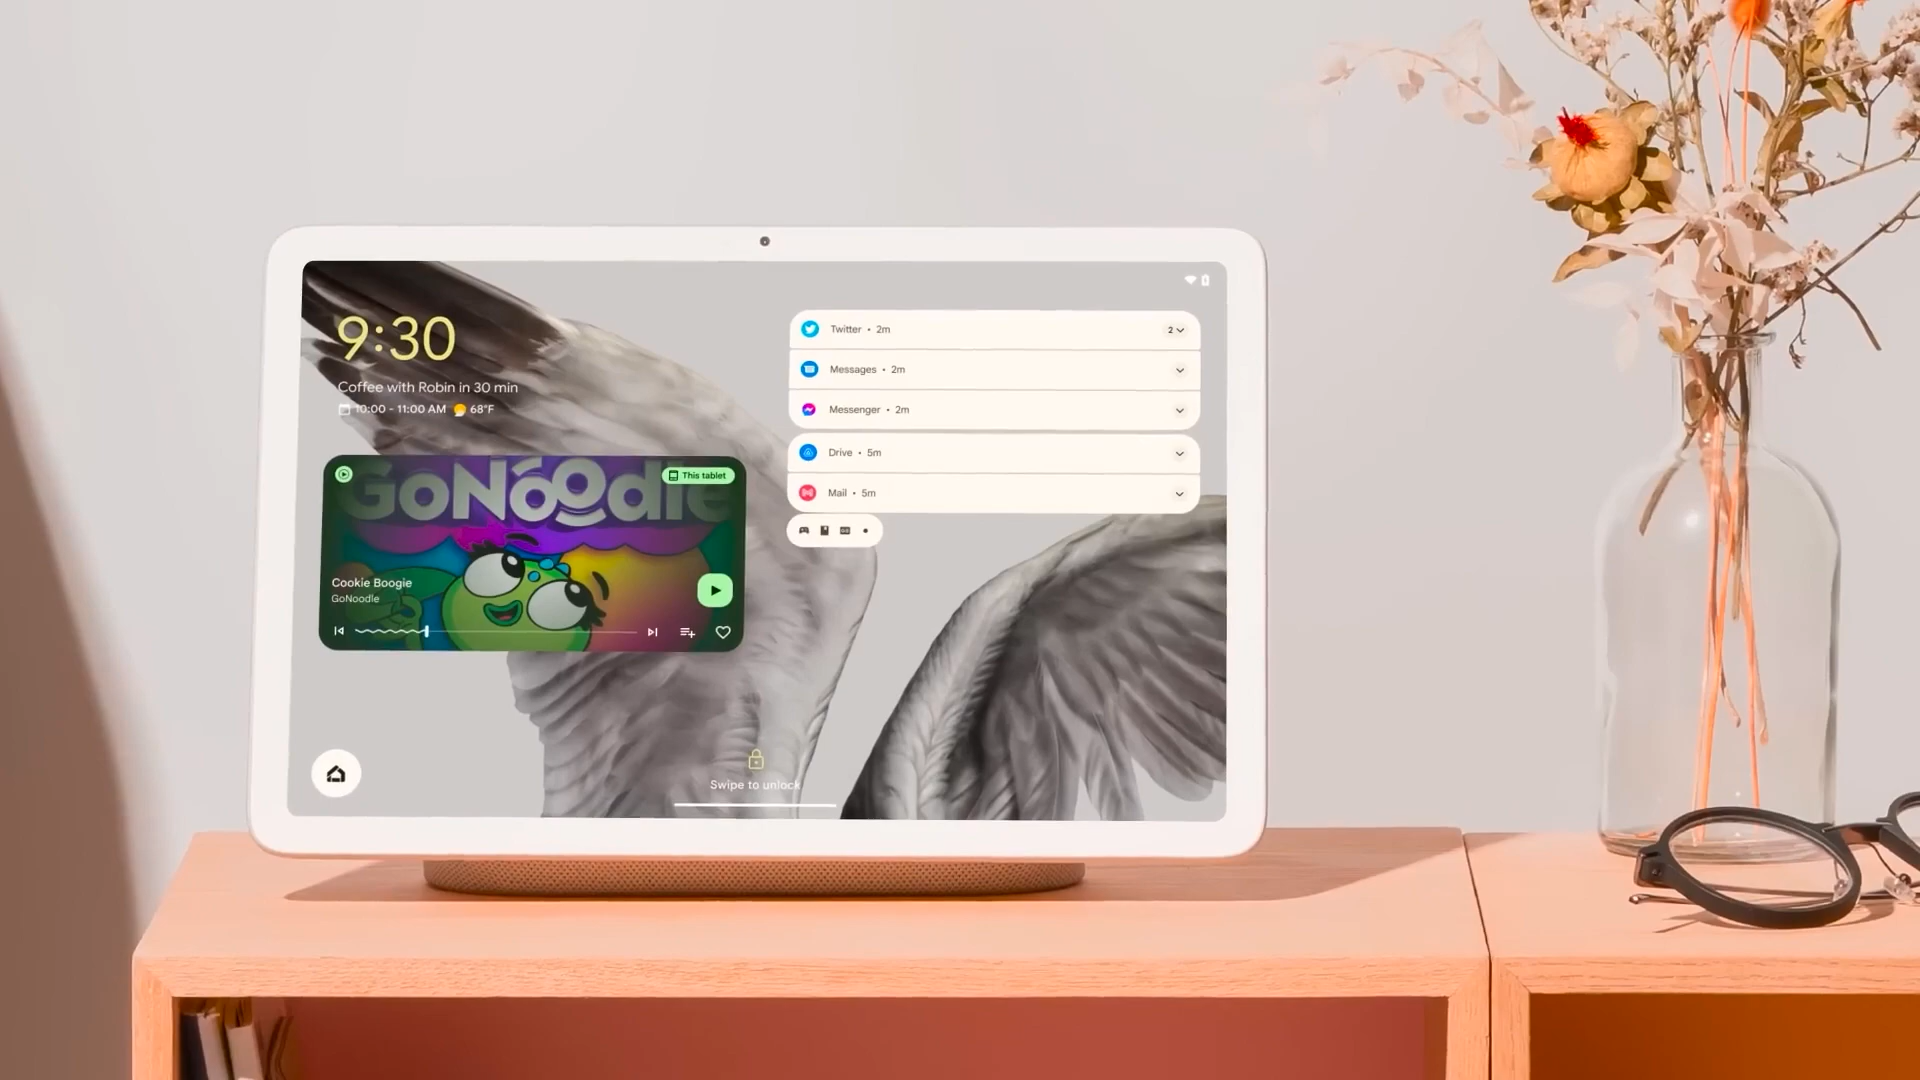 9:30
Coffee with Robin in 30 min
10:00 - 11:00 AM 68°F
GoNoodle
This tablet
Cookie Boogie
GoNoodle
Twitter • 2m 2
Messages • 2m
Messenger • 2m
Drive • 5m
Mail • 5m
Swipe to unlock